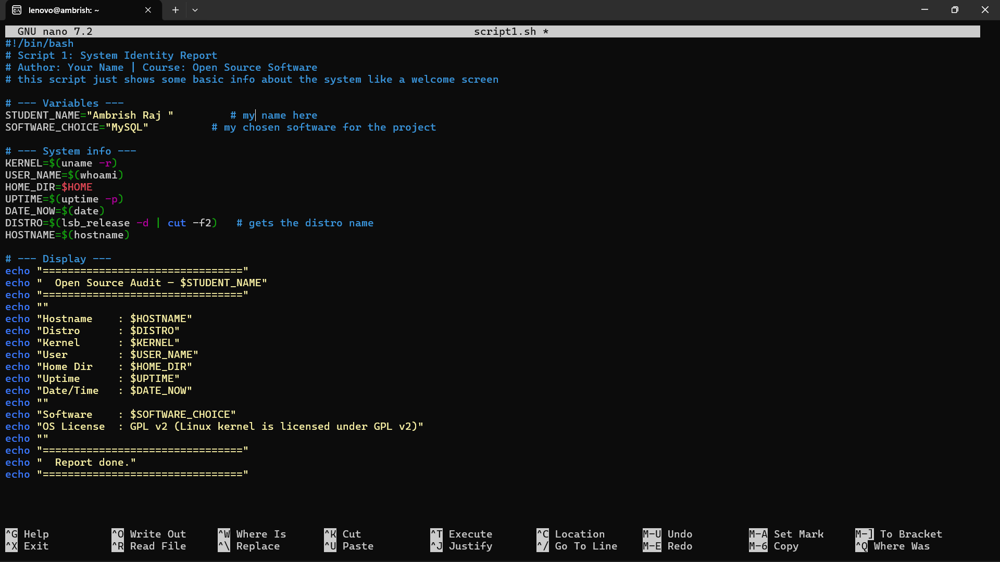 lenovo@ambrish: ~
GNU nano 7.2 script1.sh *
#!/bin/bash
# Script 1: System Identity Report
# Author: Your Name | Course: Open Source Software
# this script just shows some basic info about the system like a welcome screen
# --- Variables ---
STUDENT_NAME="Ambrish Raj " # my name here
SOFTWARE_CHOICE="MySQL" # my chosen software for the project
# --- System info ---
KERNEL=$(uname -r)
USER_NAME=$(whoami)
HOME_DIR=$HOME
UPTIME=$(uptime -p)
DATE_NOW=$(date)
DISTRO=$(lsb_release -d | cut -f2) # gets the distro name
HOSTNAME=$(hostname)
# --- Display ---
echo "================================"
echo "  Open Source Audit — $STUDENT_NAME"
echo "================================"
echo ""
echo "Hostname    : $HOSTNAME"
echo "Distro      : $DISTRO"
echo "Kernel      : $KERNEL"
echo "User        : $USER_NAME"
echo "Home Dir    : $HOME_DIR"
echo "Uptime      : $UPTIME"
echo "Date/Time   : $DATE_NOW"
echo ""
echo "Software    : $SOFTWARE_CHOICE"
echo "OS License  : GPL v2 (Linux kernel is licensed under GPL v2)"
echo ""
echo "================================"
echo "  Report done."
echo "================================"
^G Help ^O Write Out ^W Where Is ^K Cut ^T Execute ^C Location M-U Undo M-A Set Mark M-] To Bracket
^X Exit ^R Read File ^\ Replace ^U Paste ^J Justify ^/ Go To Line M-E Redo M-6 Copy ^Q Where Was